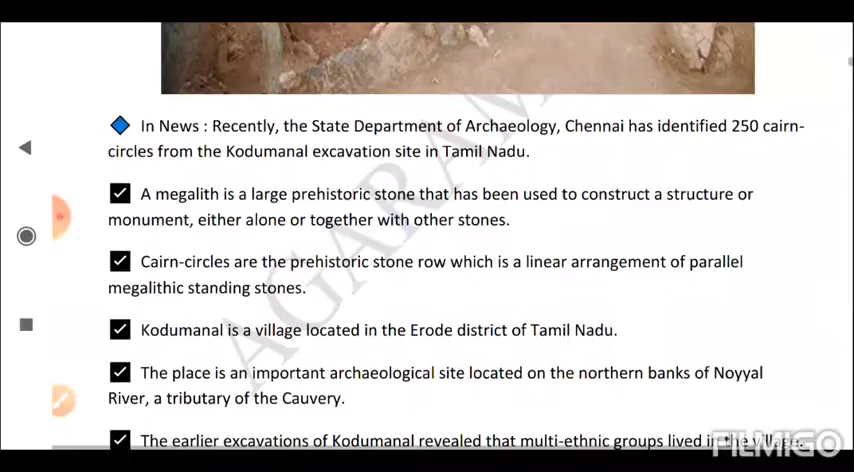 In News : Recently, the State Department of Archaeology, Chennai has identified 250 cairn-
circles from the Kodumanal excavation site in Tamil Nadu.
A megalith is a large prehistoric stone that has been used to construct a structure or
monument, either alone or together with other stones.
Cairn-circles are the prehistoric stone row which is a linear arrangement of parallel
megalithic standing stones.
Kodumanal is a village located in the Erode district of Tamil Nadu.
The place is an important archaeological site located on the northern banks of Noyyal
River, a tributary of the Cauvery.
The earlier excavations of Kodumanal revealed that multi-ethnic groups lived in the village.
AGARAM
FILMIGO